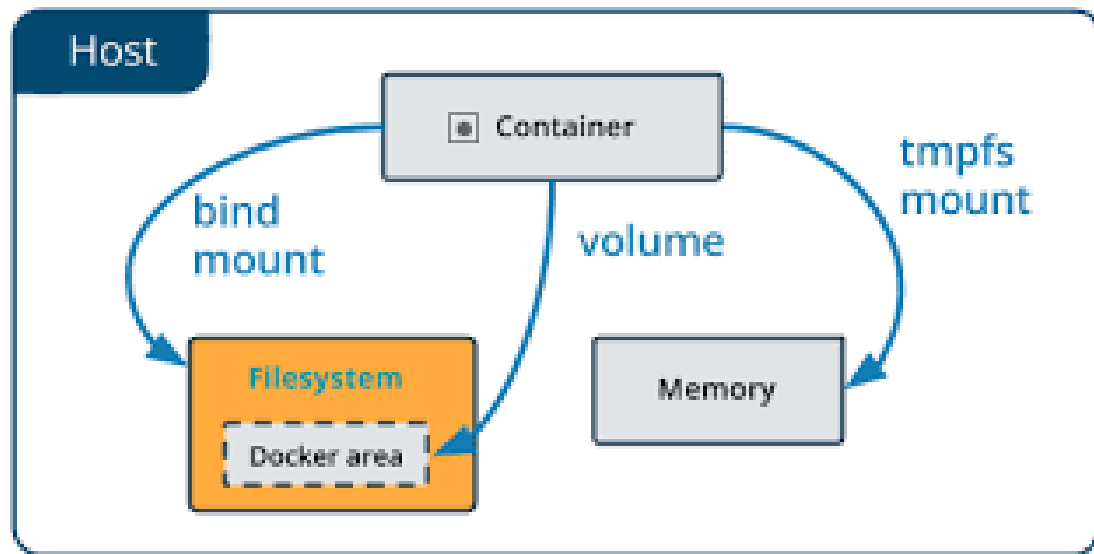 Host
Container
tmpfs
mount
bind
mount
volume
Filesystem
Docker area
Memory